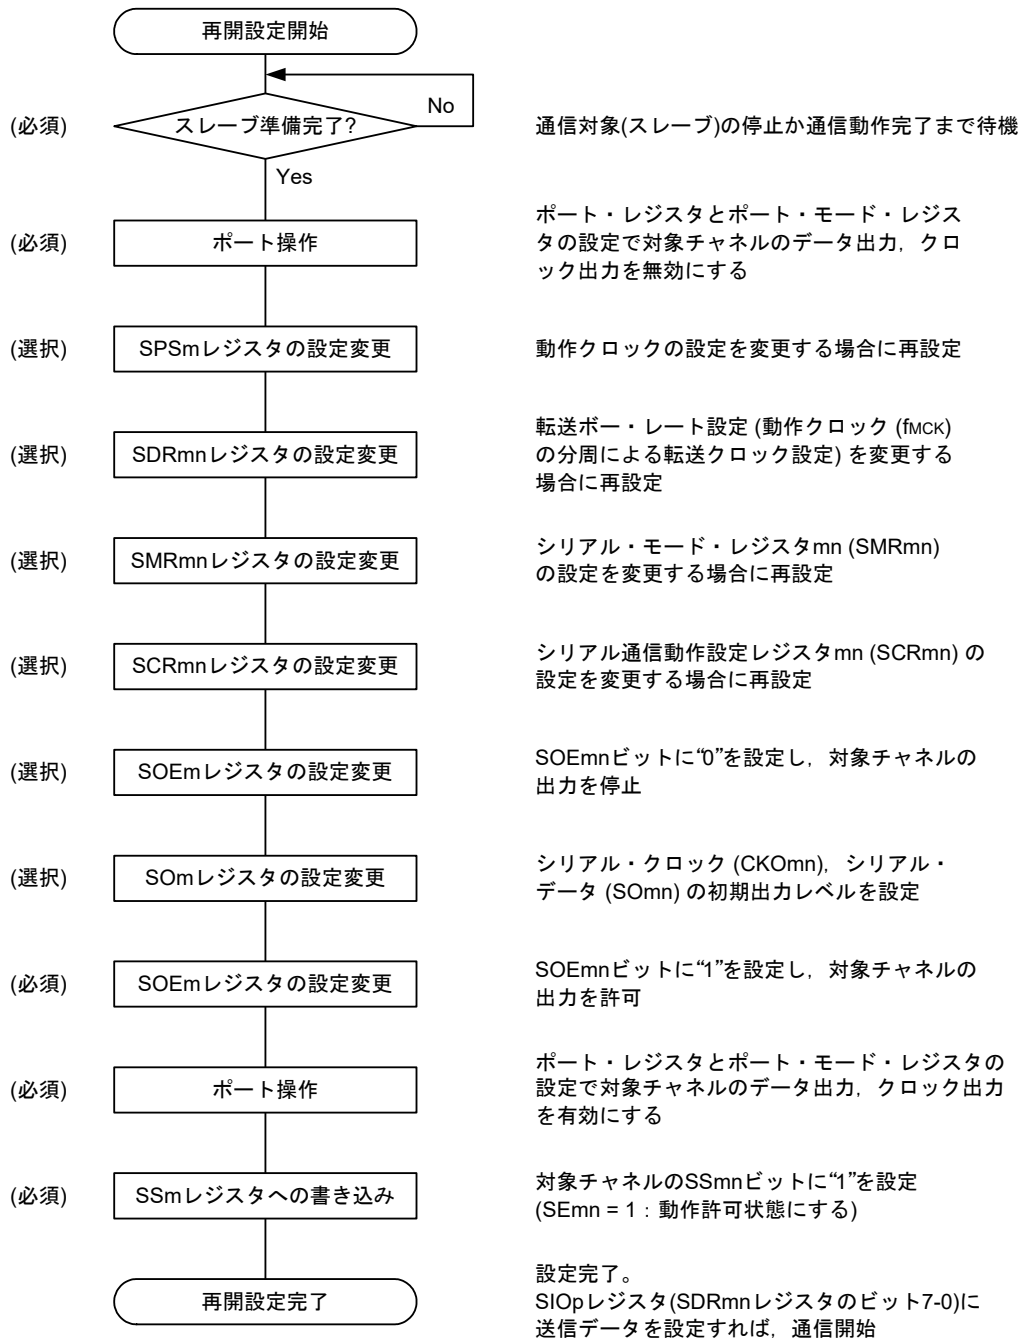 再開設定開始
No
(必須)
スレーブ準備完了?
通信対象(スレーブ)の停止か通信動作完了まで待機
Yes
(必須)
ポート操作
ポート・レジスタとポート・モード・レジス
タの設定で対象チャネルのデータ出力，クロ
ック出力を無効にする
(選択)
SPSmレジスタの設定変更
動作クロックの設定を変更する場合に再設定
(選択)
SDRmnレジスタの設定変更
転送ボー・レート設定 (動作クロック (fMCK)
の分周による転送クロック設定) を変更する
場合に再設定
(選択)
SMRmnレジスタの設定変更
シリアル・モード・レジスタmn (SMRmn)
の設定を変更する場合に再設定
(選択)
SCRmnレジスタの設定変更
シリアル通信動作設定レジスタmn (SCRmn) の
設定を変更する場合に再設定
(選択)
SOEmレジスタの設定変更
SOEmnビットに“0”を設定し，対象チャネルの
出力を停止
(選択)
SOmレジスタの設定変更
シリアル・クロック (CKOmn)，シリアル・
データ (SOmn) の初期出力レベルを設定
(必須)
SOEmレジスタの設定変更
SOEmnビットに“1”を設定し，対象チャネルの
出力を許可
(必須)
ポート操作
ポート・レジスタとポート・モード・レジスタの
設定で対象チャネルのデータ出力，クロック出力
を有効にする
(必須)
SSmレジスタへの書き込み
対象チャネルのSSmnビットに“1”を設定
(SEmn = 1：動作許可状態にする)
再開設定完了
設定完了。
SIOpレジスタ(SDRmnレジスタのビット7-0)に
送信データを設定すれば，通信開始